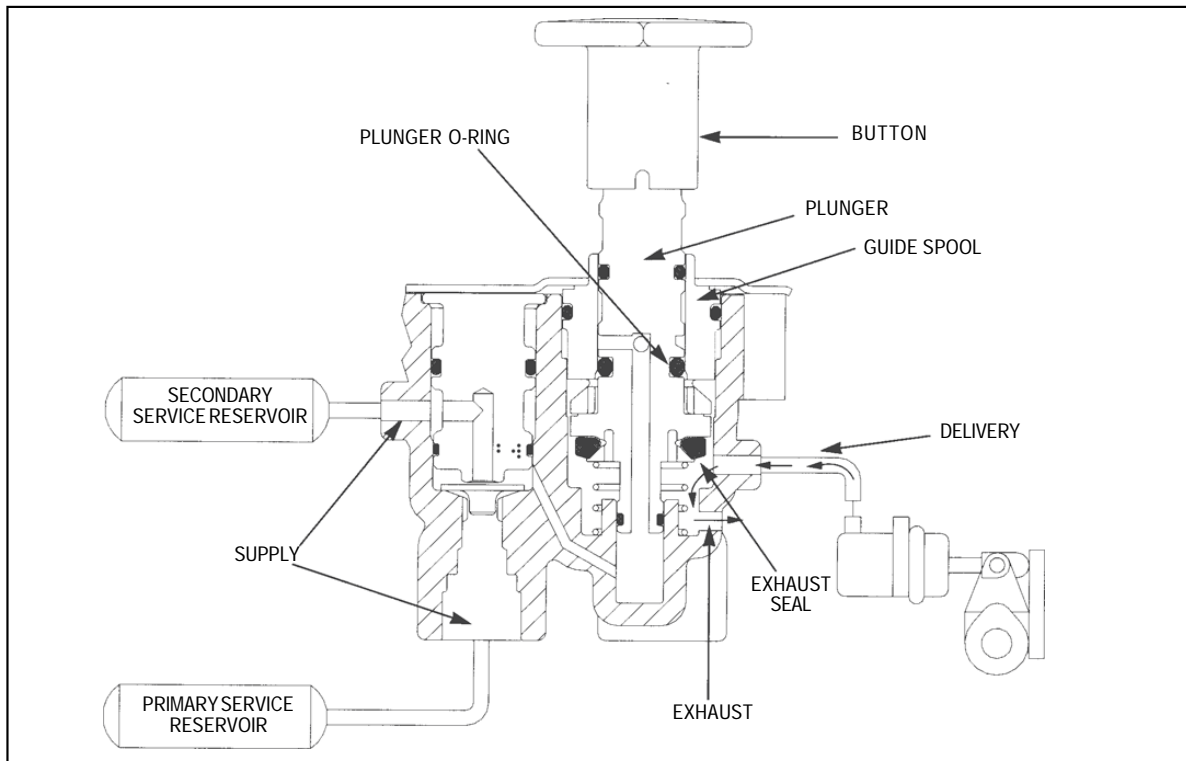 BUTTON
PLUNGER O-RING
PLUNGER
GUIDE SPOOL
SECONDARY
SERVICE RESERVOIR
DELIVERY
SUPPLY
EXHAUST
SEAL
PRIMARY SERVICE
RESERVOIR
EXHAUST